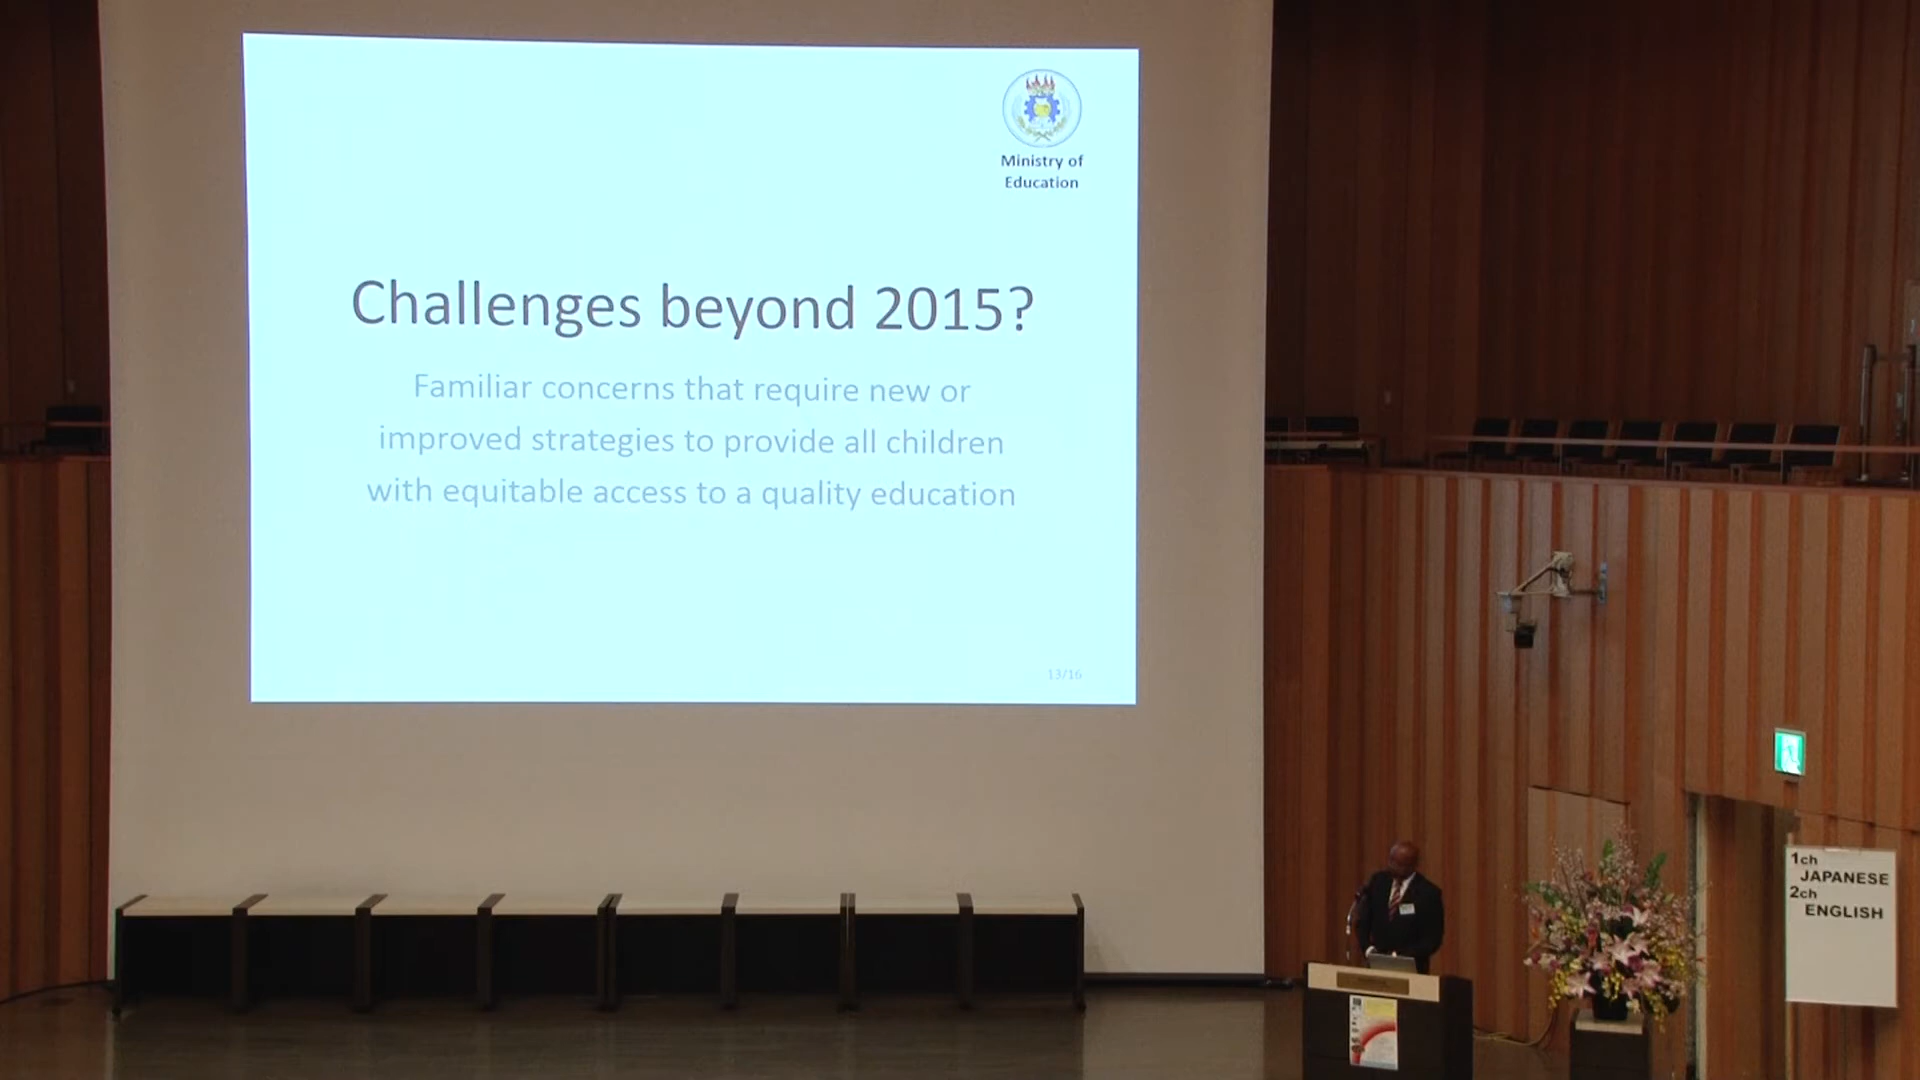 Ministry of
Education
Challenges beyond 2015?
Familiar concerns that require new or
improved strategies to provide all children
with equitable access to a quality education
13/16
1ch
JAPANESE
2ch
ENGLISH